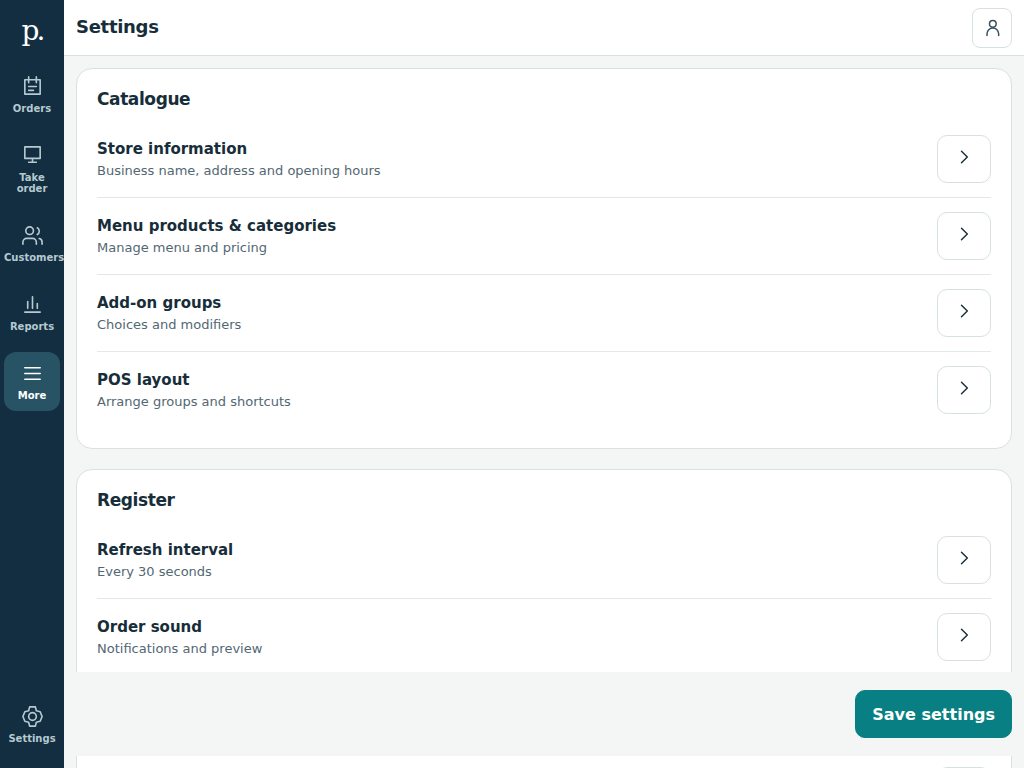 p.
Settings
Orders
Take
order
Customers
Reports
More
Settings
Catalogue
Store information
Business name, address and opening hours
Menu products & categories
Manage menu and pricing
Add-on groups
Choices and modifiers
POS layout
Arrange groups and shortcuts
Register
Refresh interval
Every 30 seconds
Order sound
Notifications and preview
Save settings